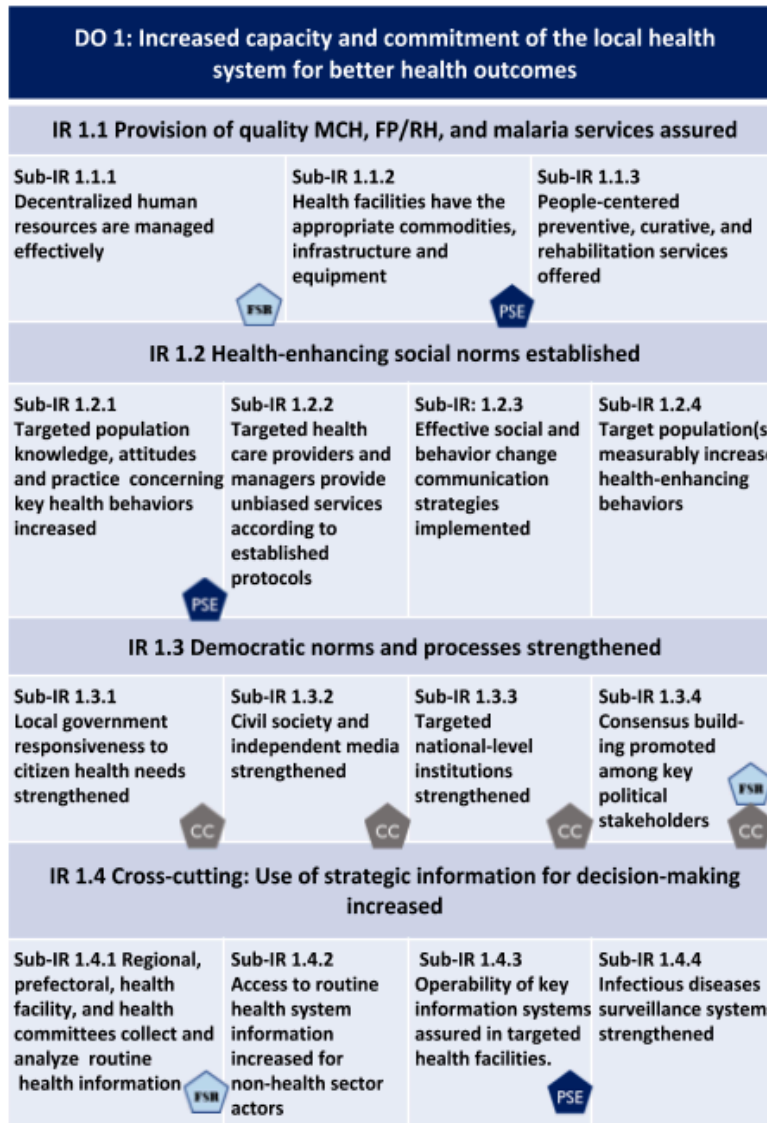 DO 1: Increased capacity and commitment of the local health
system for better health outcomes
IR 1.1 Provision of quality MCH, FP/RH, and malaria services assured
Sub-IR 1.1.1
Decentralized human
resources are managed
effectively
FSR
Sub-IR 1.1.2
Health facilities have the
appropriate commodities,
infrastructure and
equipment
PSE
Sub-IR 1.1.3
People-centered
preventive, curative, and
rehabilitation services
offered
IR 1.2 Health-enhancing social norms established
Sub-IR 1.2.1
Targeted population
knowledge, attitudes
and practice concerning
key health behaviors
increased
PSE
Sub-IR 1.2.2
Targeted health
care providers and
managers provide
unbiased services
according to
established
protocols
Sub-IR: 1.2.3
Effective social and
behavior change
communication
strategies
implemented
Sub-IR 1.2.4
Target population(s
measurably increase
health-enhancing
behaviors
IR 1.3 Democratic norms and processes strengthened
Sub-IR 1.3.1
Local government
responsiveness to
citizen health needs
strengthened
CC
Sub-IR 1.3.2
Civil society and
independent media
strengthened
CC
Sub-IR 1.3.3
Targeted
national-level
institutions
strengthened
CC
Sub-IR 1.3.4
Consensus build-
ing promoted
among key
political
stakeholders
FSR
CC
IR 1.4 Cross-cutting: Use of strategic information for decision-making
increased
Sub-IR 1.4.1 Regional,
prefectoral, health
facility, and health
committees collect and
analyze routine
health information
FSR
Sub-IR 1.4.2
Access to routine
health system
information
increased for
non-health sector
actors
Sub-IR 1.4.3
Operability of key
information systems
assured in targeted
health facilities.
PSE
Sub-IR 1.4.4
Infectious diseases
surveillance system
strengthened